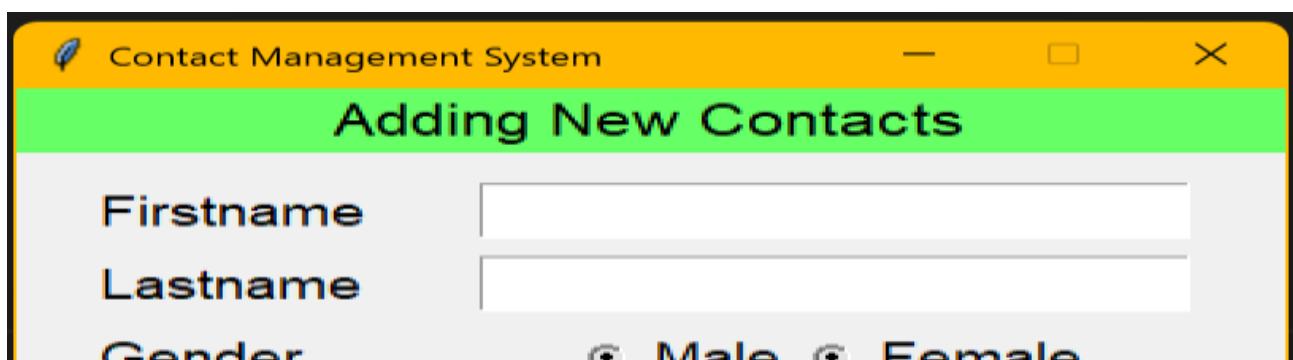 Contact Management System
Adding New Contacts
Firstname
Lastname
Gender Male Female